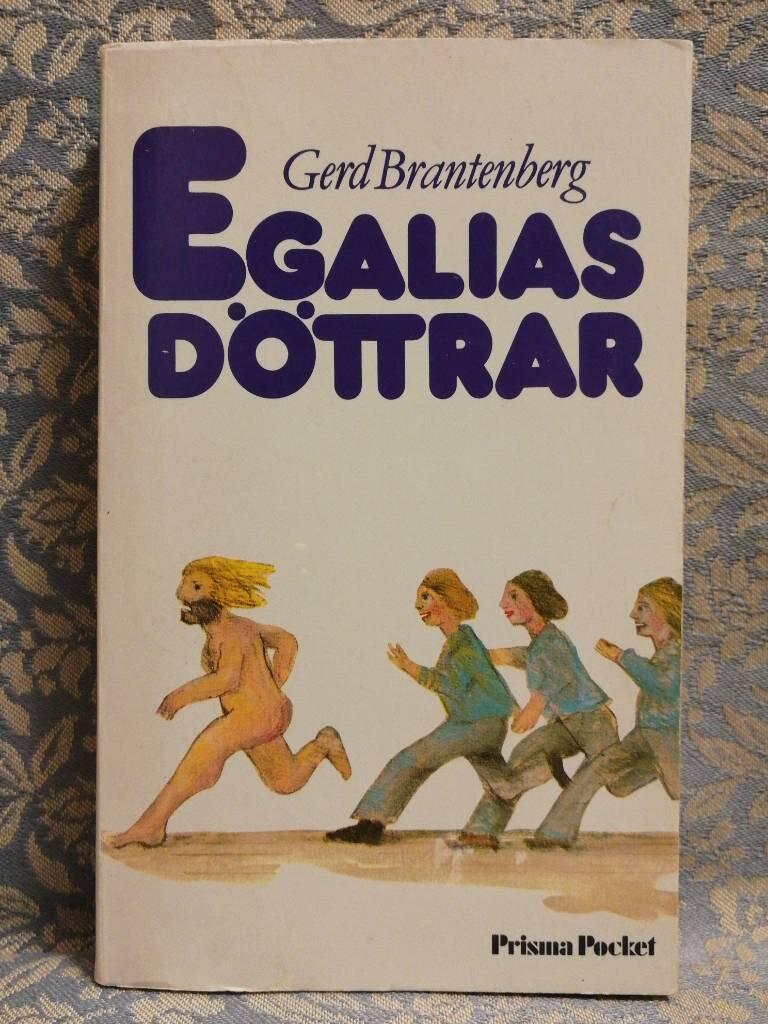 Gerd Brantenberg
EGALIAS
DÖTTRAR
Prisma Pocket